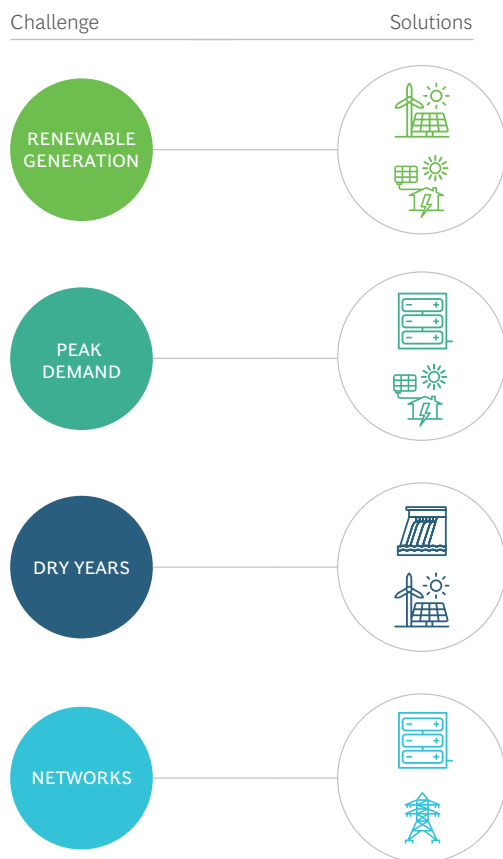 Challenge
Solutions
RENEWABLE
GENERATION
PEAK
DEMAND
DRY YEARS
NETWORKS